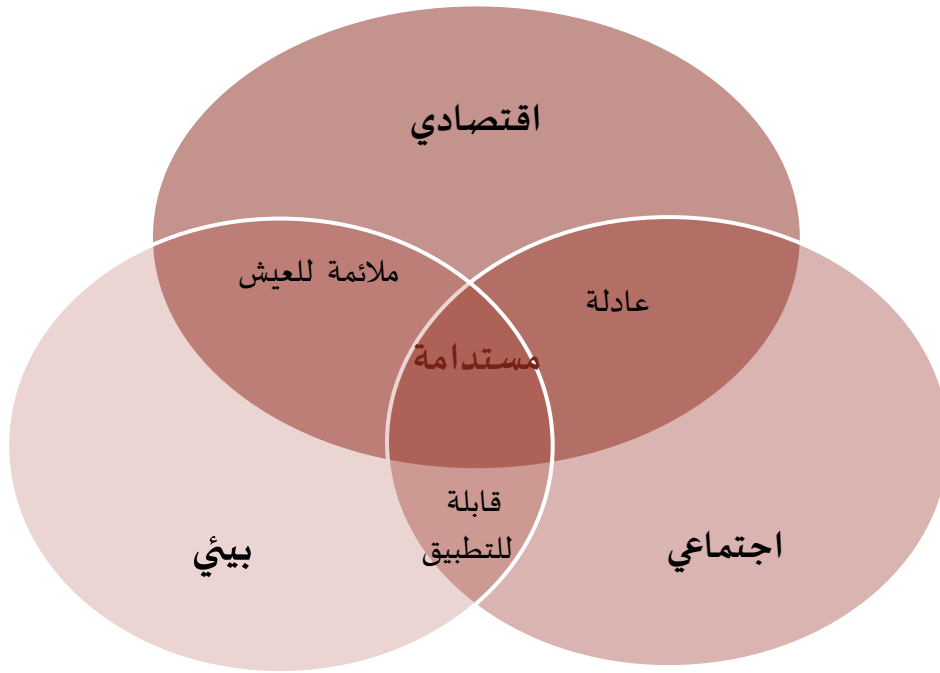 اقتصادي
ملائمة للعيش
عادلة
مستدامة
قابلة
للتطبيق
اجتماعي
بيئي